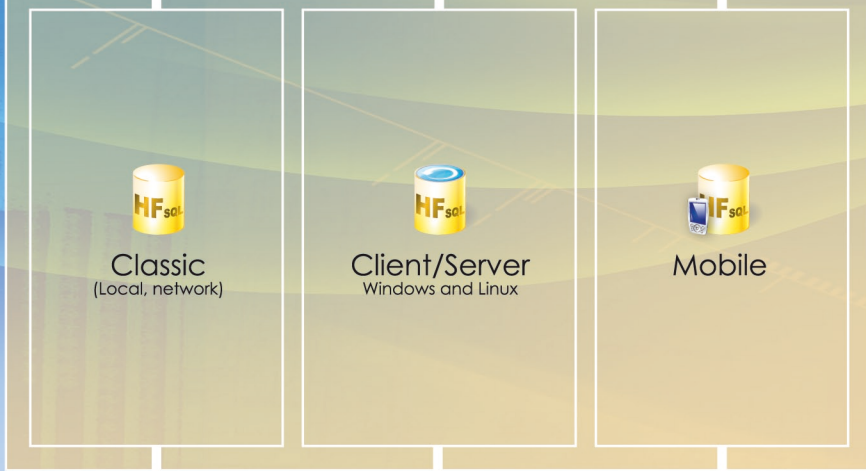 HFSQL
Classic
(Local, network)
HFSQL
Client/Server
Windows and Linux
HFSQL
Mobile